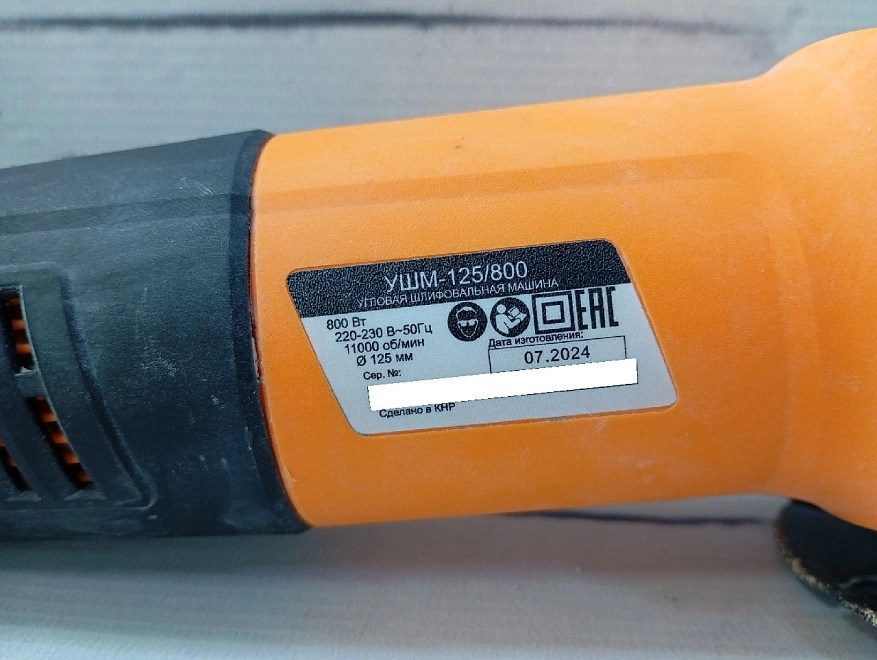 УШМ-125/800
УГЛОВАЯ ШЛИФОВАЛЬНАЯ МАШИНА
800 Вт
220-230 В~50Гц
11000 об/мин
Ø 125 мм
EAC
Дата изготовления:
07.2024
Сер. №:
Сделано в КНР